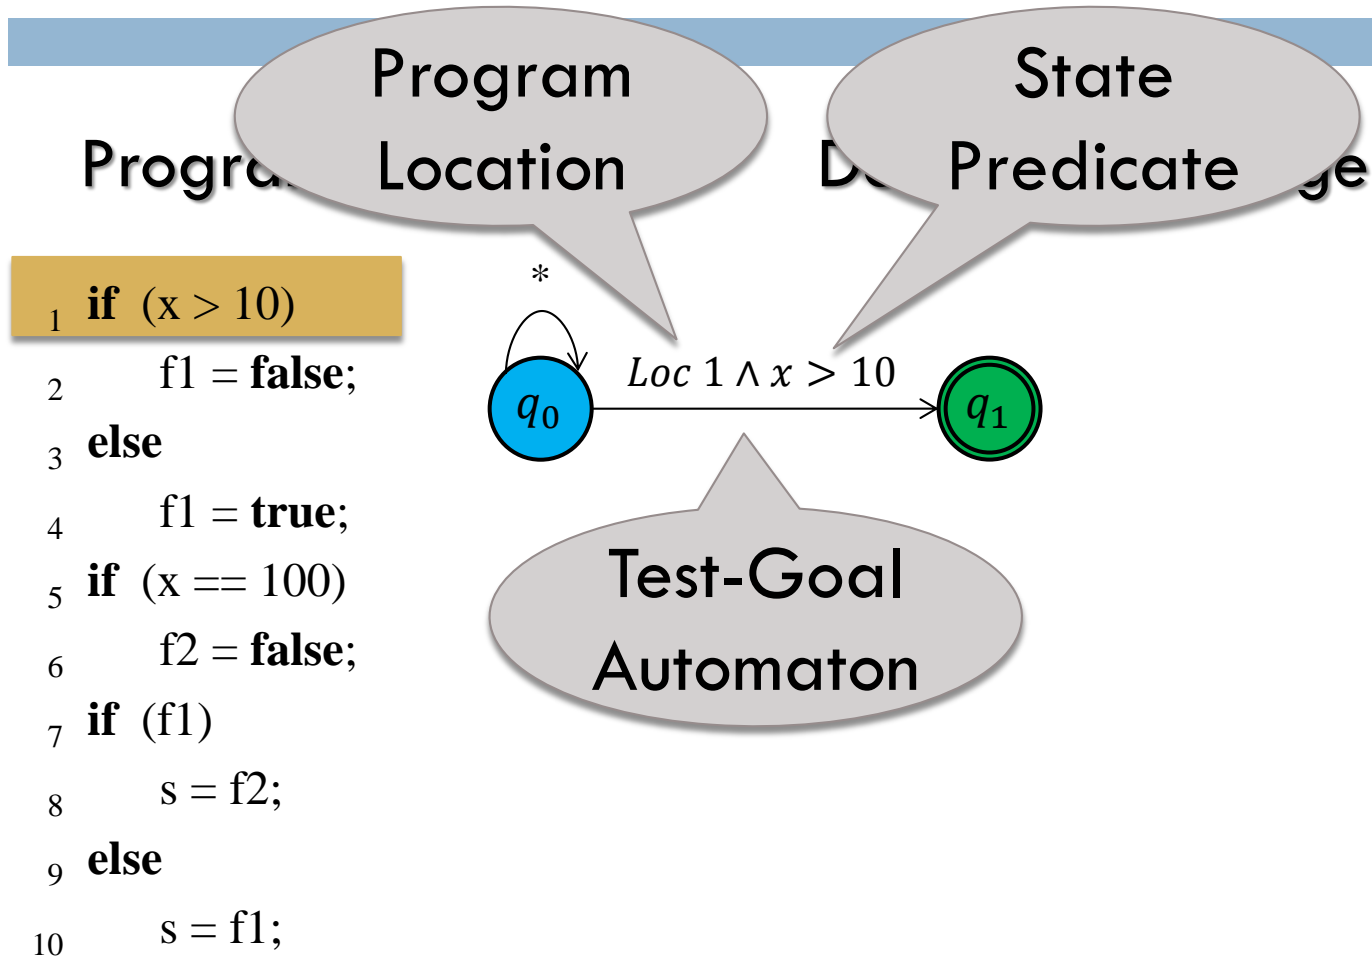 Program
Location
State
Predicate
1 if (x > 10)
2 f1 = false;
3 else
4 f1 = true;
5 if (x == 100)
6 f2 = false;
7 if (f1)
8 s = f2;
9 else
10 s = f1;
*
q₀
Loc 1 ∧ x > 10
q₁
Test-Goal
Automaton